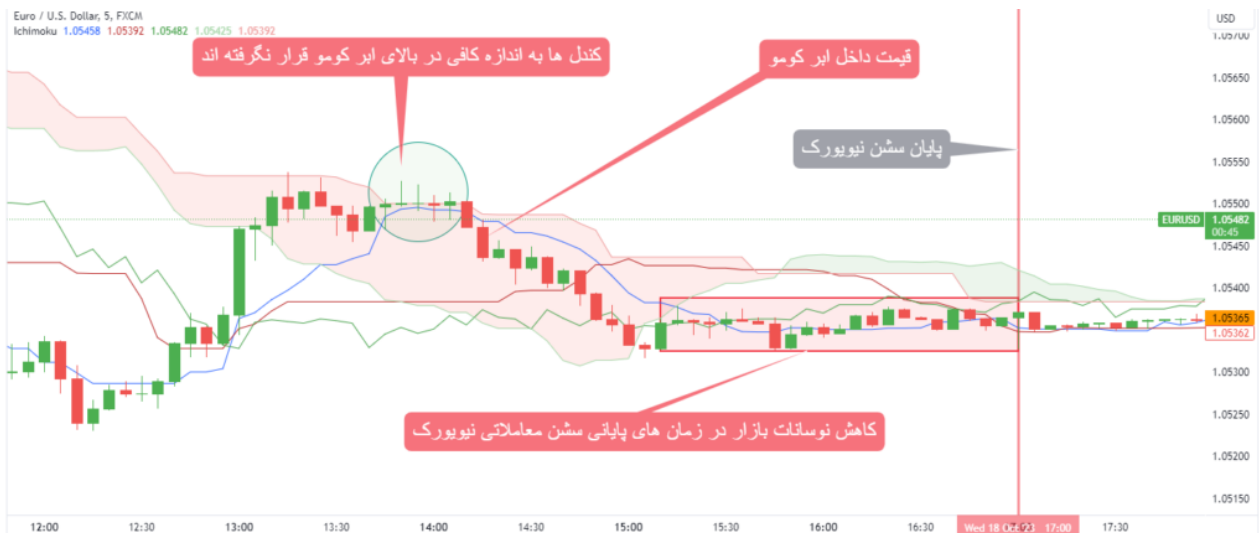 Euro / U.S. Dollar, 5, FXCM
Ichimoku 1.05458 1.05392 1.05482 1.05425 1.05392
USD
1.05700
کندل ها به اندازه کافی در بالای ابر کومو قرار نگرفته اند
قیمت داخل ابر کومو
1.05650
1.05600
پایان سشن نیویورک
1.05550
1.05500
EURUSD 1.05482
00:45
1.05450
1.05400
1.05365
1.05362
1.05300
1.05250
کاهش نوسانات بازار در زمان های پایانی سشن معاملاتی نیویورک
1.05200
1.05150
12:00 12:30 13:00 13:30 14:00 14:30 15:00 15:30 16:00 16:30 Wed 18 Oct 17:00 17:30